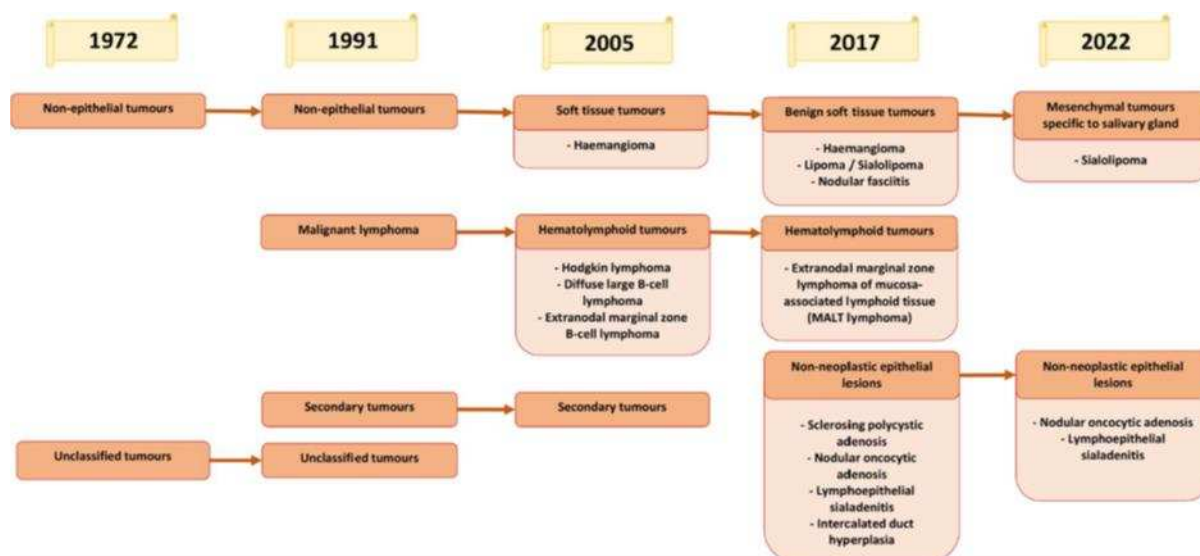 1972
1991
2005
2017
2022
Non-epithelial tumours
Non-epithelial tumours
Soft tissue tumours
- Haemangioma
Benign soft tissue tumours
- Haemangioma
- Lipoma / Sialolipoma
- Nodular fasciitis
Mesenchymal tumours
specific to salivary gland
- Sialolipoma
Malignant lymphoma
Hematolymphoid tumours
- Hodgkin lymphoma
- Diffuse large B-cell
lymphoma
- Extranodal marginal zone
B-cell lymphoma
Hematolymphoid tumours
- Extranodal marginal zone
lymphoma of mucosa-
associated lymphoid tissue
(MALT lymphoma)
Non-neoplastic epithelial
lesions
- Sclerosing polycystic
adenosis
- Nodular oncocytic
adenosis
- Lymphoepithelial
sialadenitis
- Intercalated duct
hyperplasia
Non-neoplastic epithelial
lesions
- Nodular oncocytic adenosis
- Lymphoepithelial
sialadenitis
Secondary tumours
Secondary tumours
Unclassified tumours
Unclassified tumours